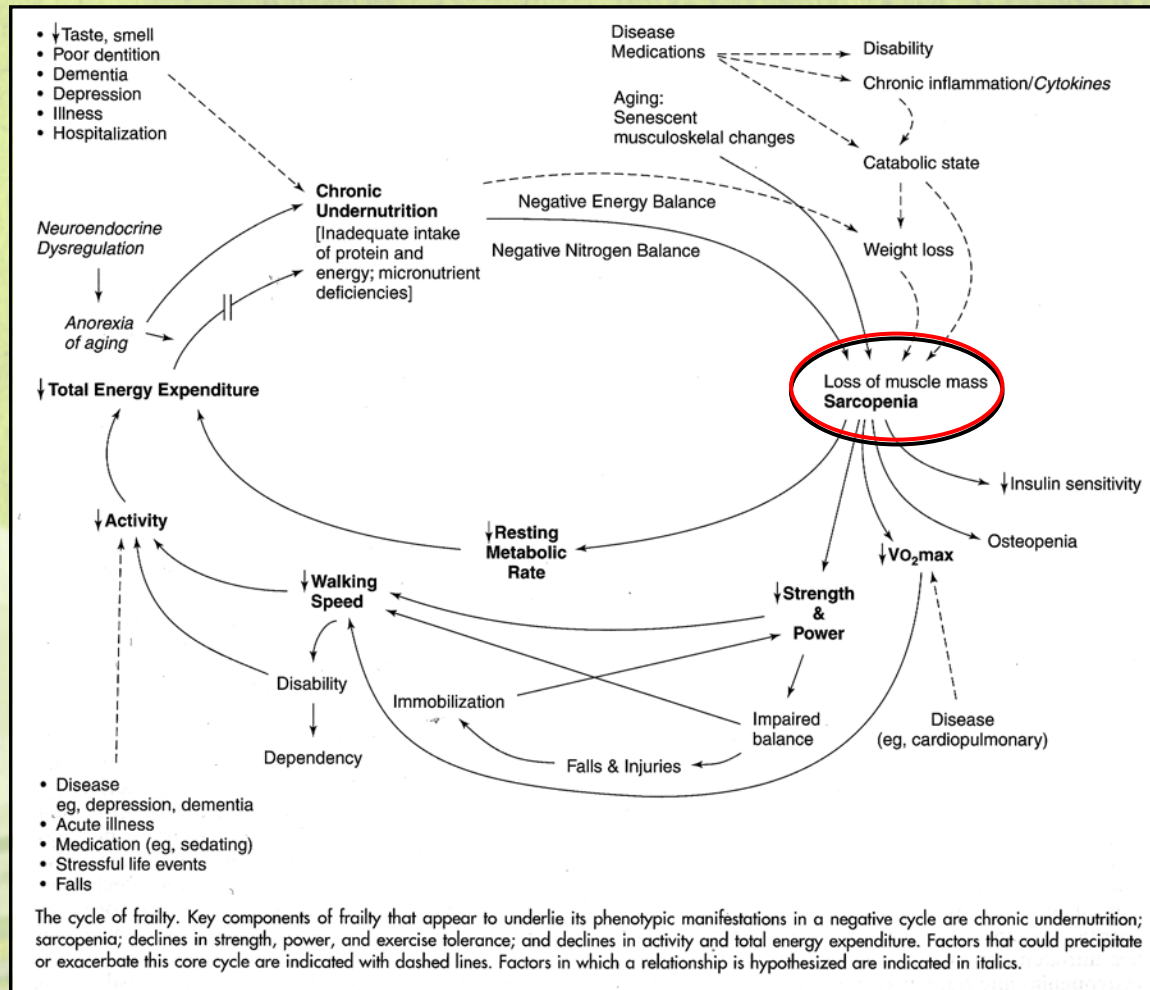 • ↓Taste, smell
• Poor dentition
• Dementia
• Depression
• Illness
• Hospitalization
Disease
Medications
Disability
Chronic inflammation/Cytokines
Aging:
Senescent
musculoskelal changes
Catabolic state
Weight loss
Chronic
Undernutrition
[Inadequate intake
of protein and
energy; micronutrient
deficiencies]
Negative Energy Balance
Negative Nitrogen Balance
Neuroendocrine
Dysregulation
Anorexia
of aging
↓Total Energy Expenditure
Loss of muscle mass
Sarcopenia
↓Insulin sensitivity
Osteopenia
↓VO₂max
↓Activity
↓Resting
Metabolic
Rate
↓Walking
Speed
↓Strength
&
Power
Disability
Dependency
Immobilization
Falls & Injuries
Impaired
balance
Disease
(eg, cardiopulmonary)
• Disease
eg, depression, dementia
• Acute illness
• Medication (eg, sedating)
• Stressful life events
• Falls
The cycle of frailty. Key components of frailty that appear to underlie its phenotypic manifestations in a negative cycle are chronic undernutrition;
sarcopenia; declines in strength, power, and exercise tolerance; and declines in activity and total energy expenditure. Factors that could precipitate
or exacerbate this core cycle are indicated with dashed lines. Factors in which a relationship is hypothesized are indicated in italics.